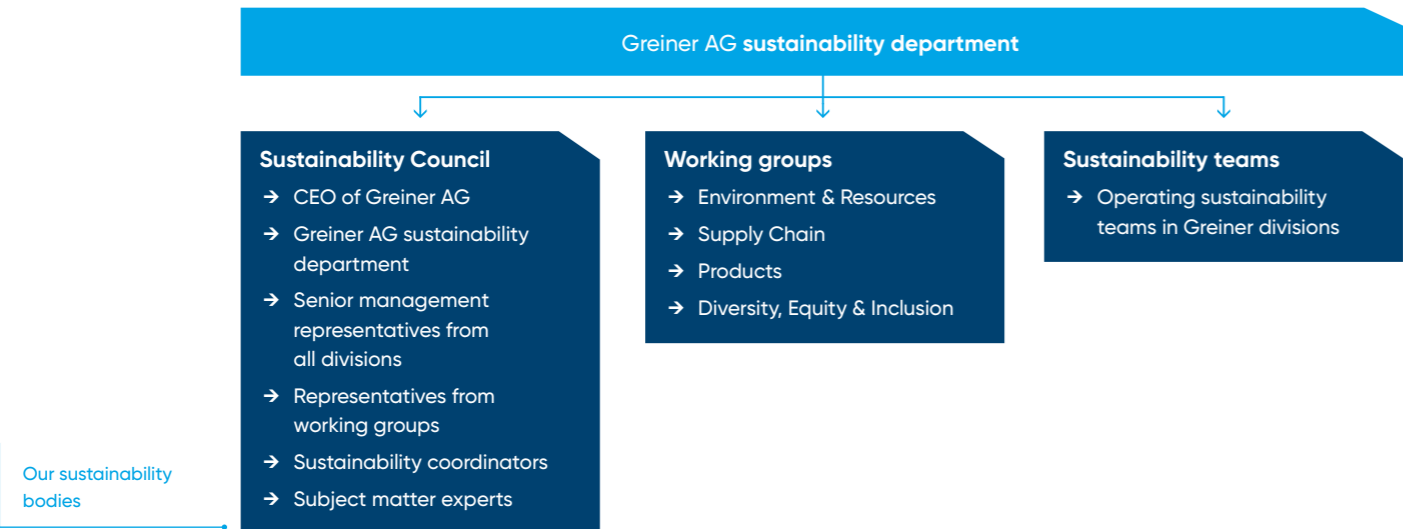 Greiner AG sustainability department
Sustainability Council
→ CEO of Greiner AG
→ Greiner AG sustainability
department
→ Senior management
representatives from
all divisions
→ Representatives from
working groups
→ Sustainability coordinators
→ Subject matter experts
Working groups
→ Environment & Resources
→ Supply Chain
→ Products
→ Diversity, Equity & Inclusion
Sustainability teams
→ Operating sustainability
teams in Greiner divisions
Our sustainability
bodies